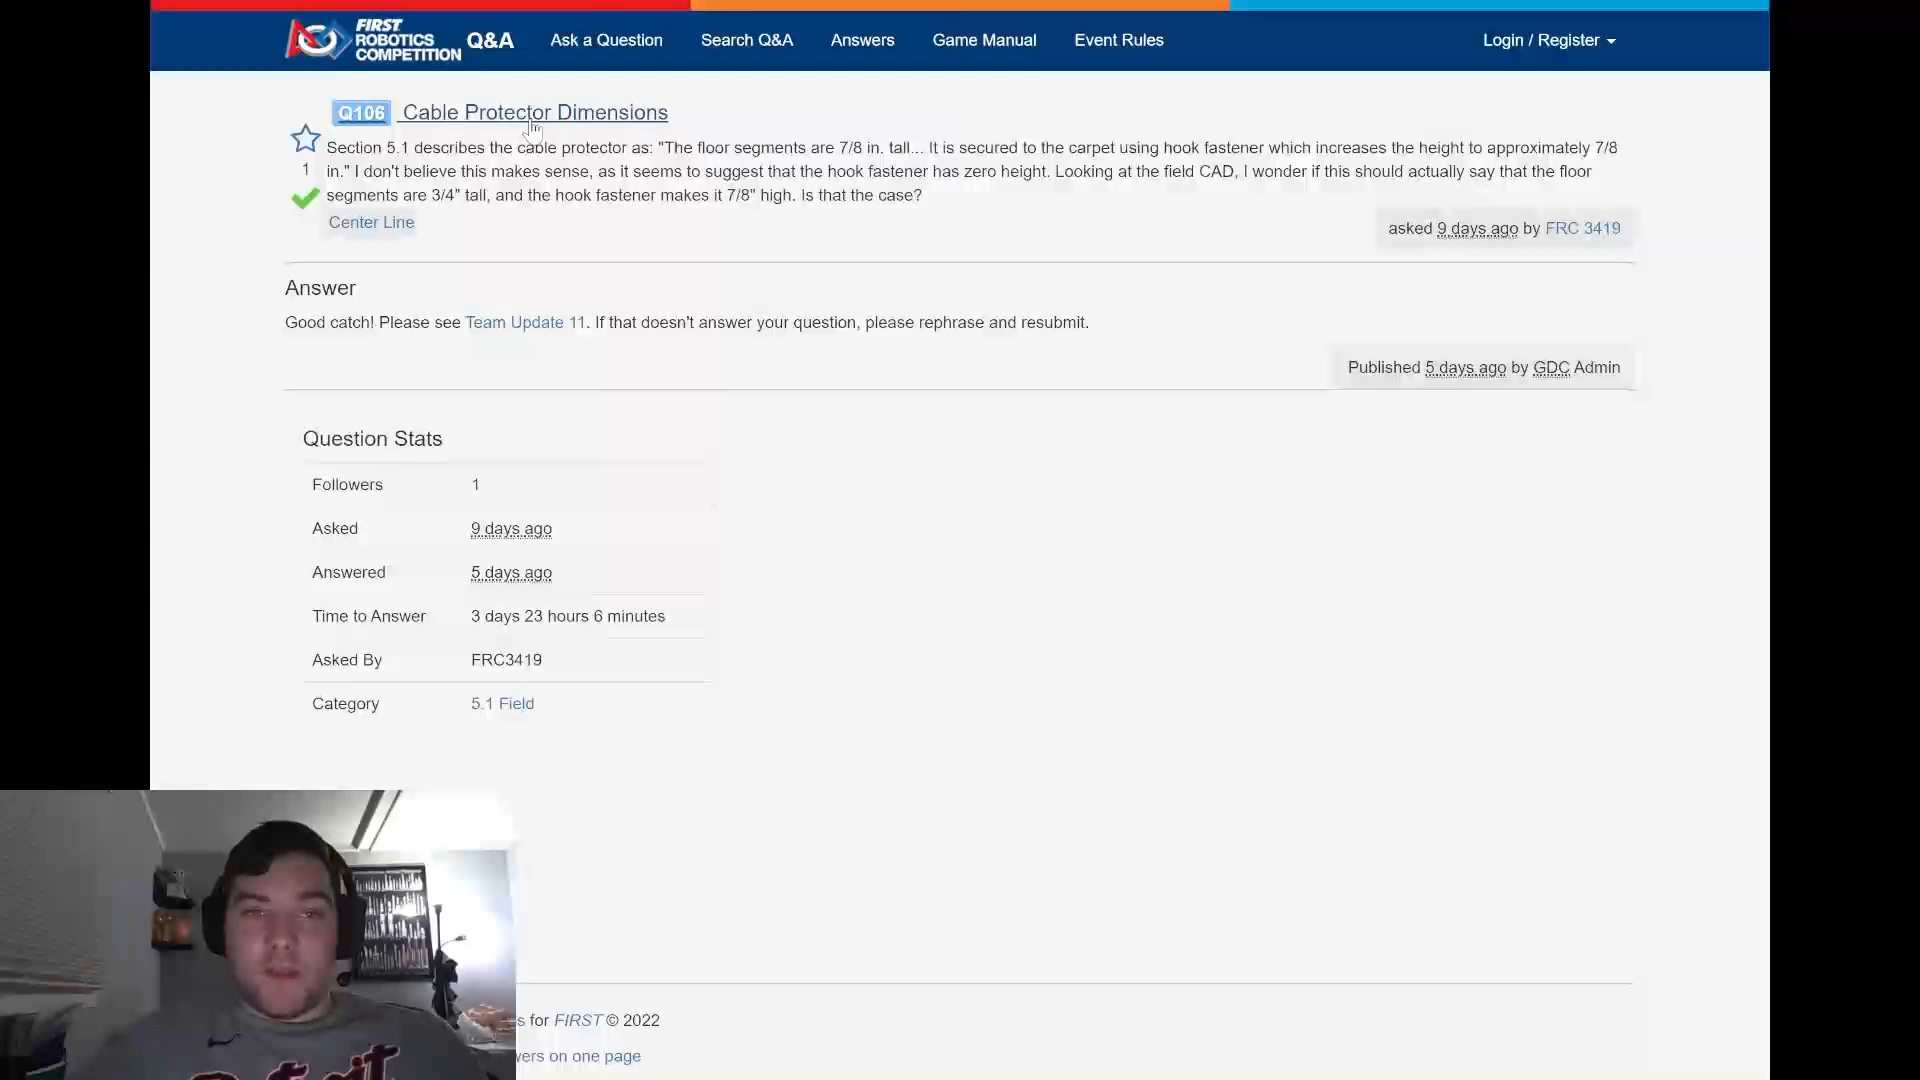 FIRST
ROBOTICS
COMPETITION
Q&A
Ask a Question
Search Q&A
Answers
Game Manual
Event Rules
Login / Register
Q106 Cable Protector Dimensions
Section 5.1 describes the cable protector as: "The floor segments are 7/8 in. tall... It is secured to the carpet using hook fastener which increases the height to approximately 7/8
1
in." I don't believe this makes sense, as it seems to suggest that the hook fastener has zero height. Looking at the field CAD, I wonder if this should actually say that the floor
segments are 3/4" tall, and the hook fastener makes it 7/8" high. Is that the case?
Center Line
asked 9 days ago by FRC 3419
Answer
Good catch! Please see Team Update 11. If that doesn't answer your question, please rephrase and resubmit.
Published 5 days ago by GDC Admin
Question Stats
Followers 1
Asked 9 days ago
Answered 5 days ago
Time to Answer 3 days 23 hours 6 minutes
Asked By FRC3419
Category 5.1 Field
for FIRST © 2022
on one page